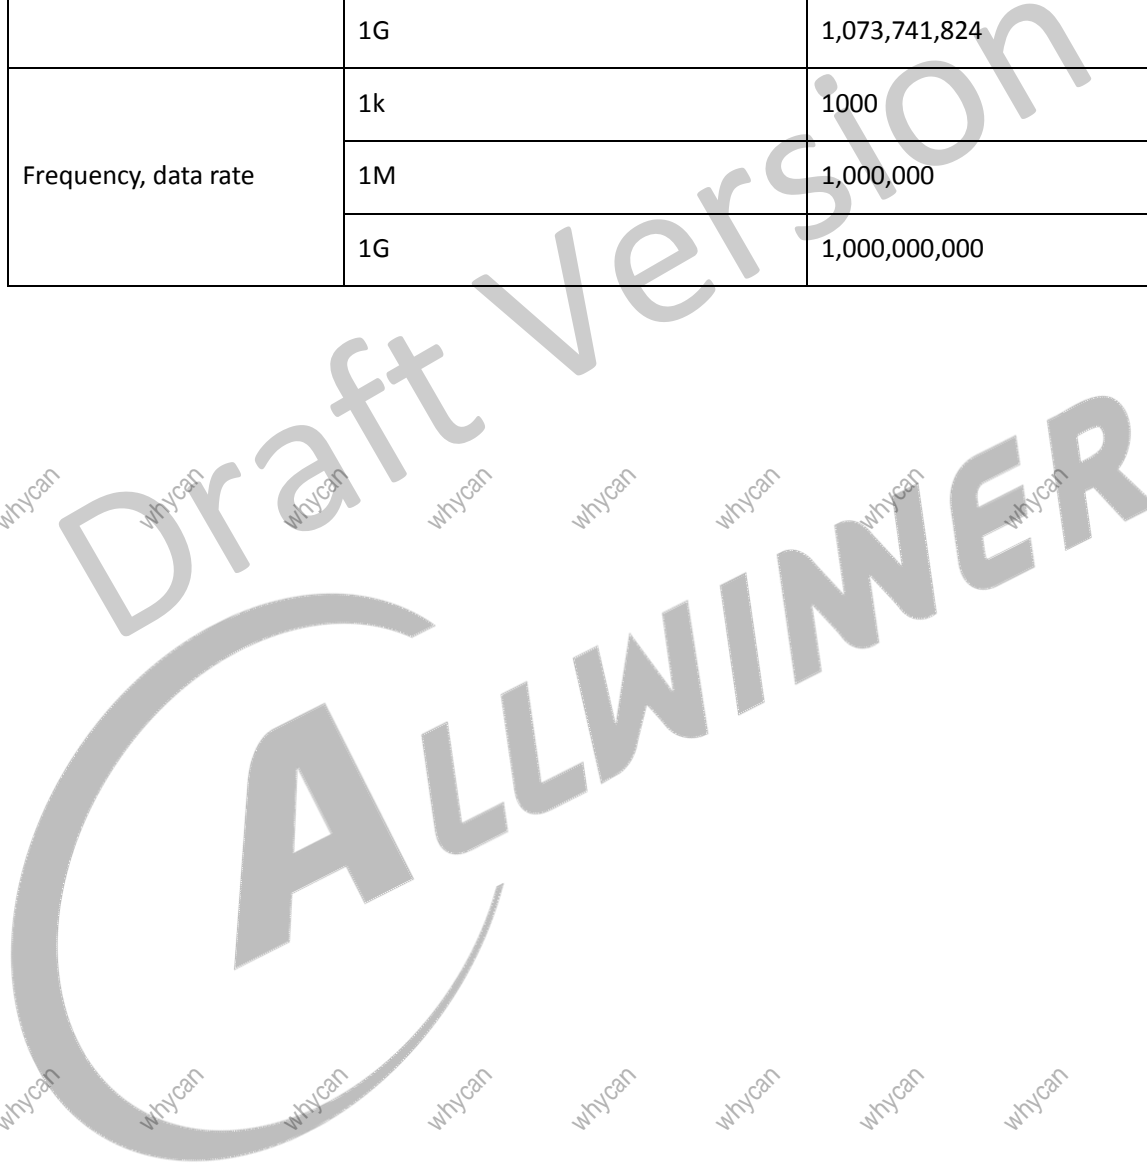 1G 1,073,741,824
1k 1000
Frequency, data rate 1M 1,000,000
1G 1,000,000,000
Draft Version
whycan whycan whycan whycan whycan whycan whycan whycan
ALLWINNER
whycan whycan whycan whycan whycan whycan whycan whycan